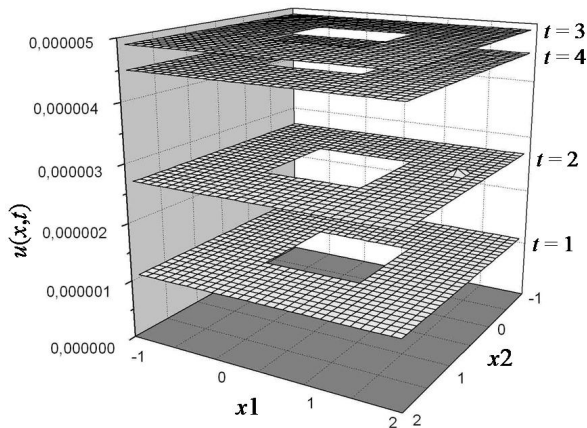 0,000005
0,000004
0,000003
0,000002
0,000001
0,000000
u(x,t)
t = 3
t = 4
t = 2
t = 1
-1
0
1
2
x1
2
1
0
-1
x2